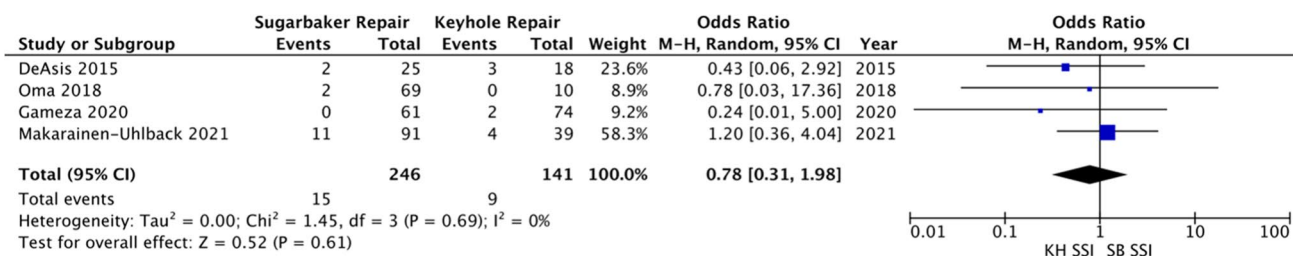 Sugarbaker Repair Keyhole Repair Odds Ratio Odds Ratio
Study or Subgroup Events Total Events Total Weight M-H, Random, 95% CI Year M-H, Random, 95% CI
DeAsis 2015 2 25 3 18 23.6% 0.43 [0.06, 2.92] 2015
Oma 2018 2 69 0 10 8.9% 0.78 [0.03, 17.36] 2018
Gameza 2020 0 61 2 74 9.2% 0.24 [0.01, 5.00] 2020
Makarainen-Uhlback 2021 11 91 4 39 58.3% 1.20 [0.36, 4.04] 2021
Total (95% CI) 246 141 100.0% 0.78 [0.31, 1.98]
Total events 15 9
Heterogeneity: Tau² = 0.00; Chi² = 1.45, df = 3 (P = 0.69); I² = 0%
Test for overall effect: Z = 0.52 (P = 0.61)
0.01 0.1 1 10 100
KH SSI SB SSI